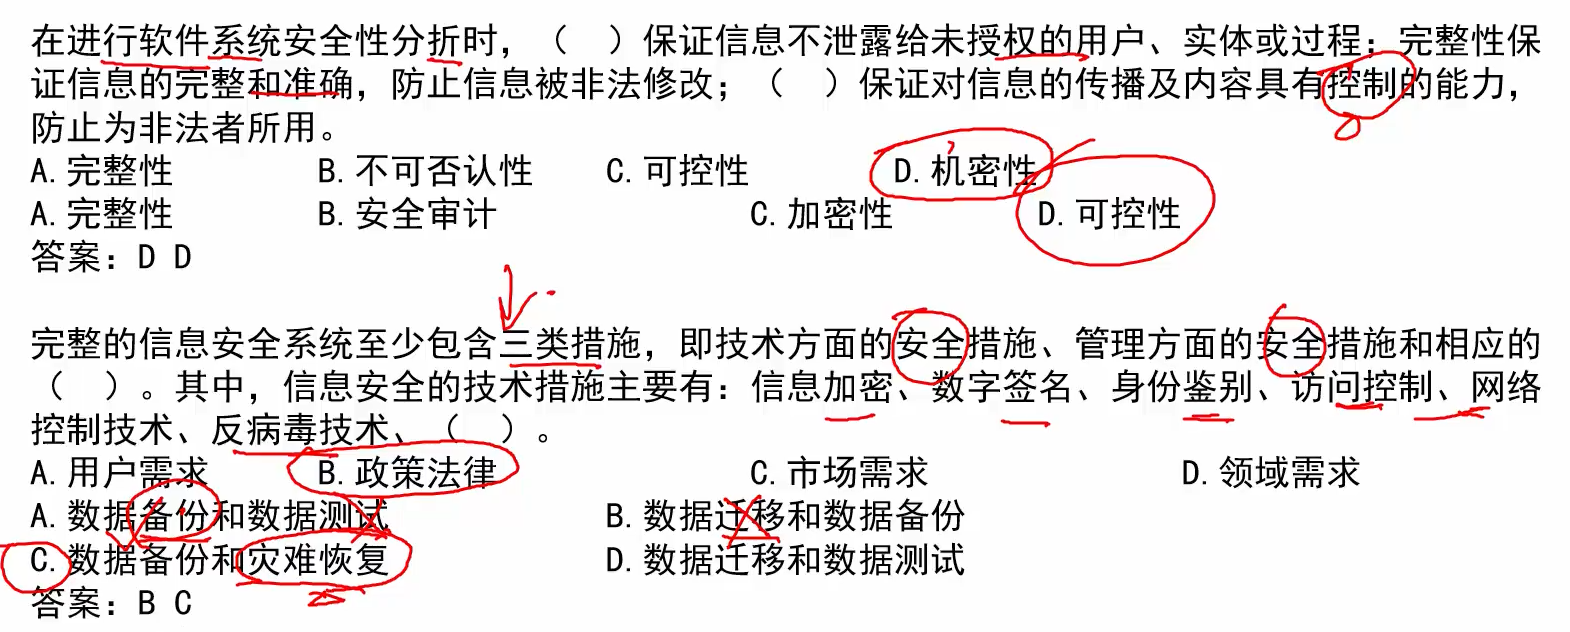 在进行软件系统安全性分折时，（　）保证信息不泄露给未授权的用户、实体或过程；完整性保
证信息的完整和准确，防止信息被非法修改；（　）保证对信息的传播及内容具有控制的能力，
防止为非法者所用。
A.完整性 B.不可否认性 C.可控性 D.机密性
A.完整性 B.安全审计 C.加密性 D.可控性
答案：D D
完整的信息安全系统至少包含三类措施，即技术方面的安全措施、管理方面的安全措施和相应的
（　）。其中，信息安全的技术措施主要有：信息加密、数字签名、身份鉴别、访问控制、网络
控制技术、反病毒技术、（　）。
A.用户需求 B.政策法律 C.市场需求 D.领域需求
A.数据备份和数据测试 B.数据迁移和数据备份
C.数据备份和灾难恢复 D.数据迁移和数据测试
答案：B C